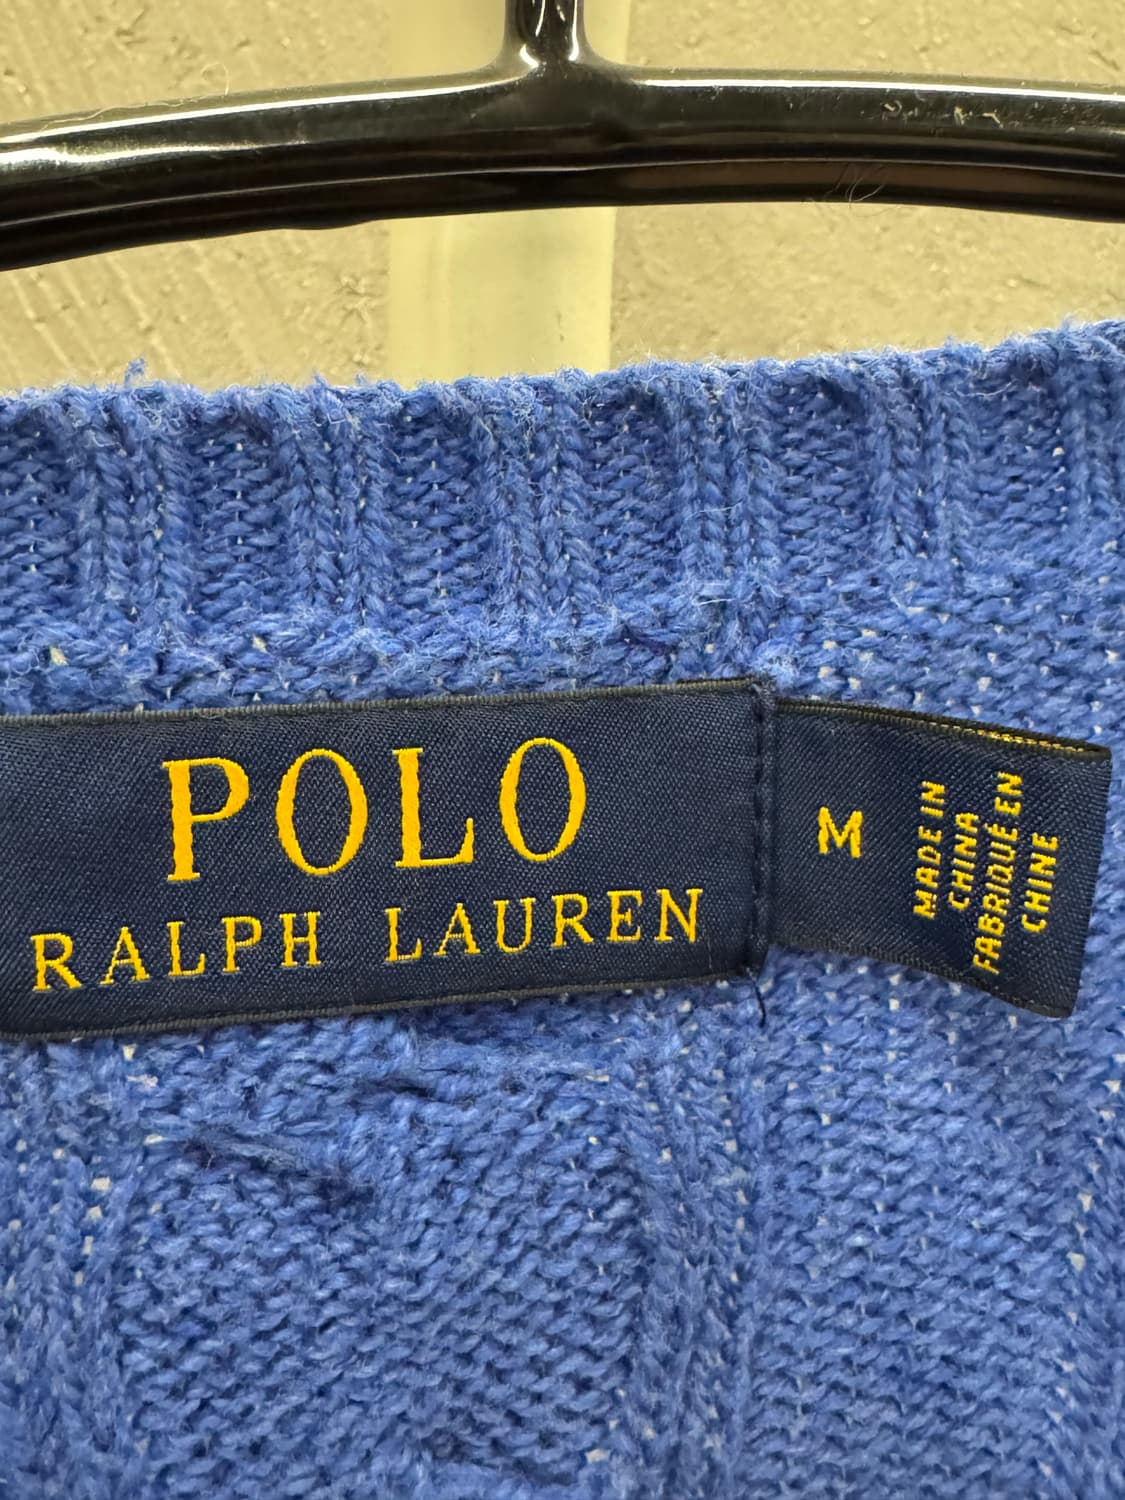 POLO
RALPH LAUREN
M
MADE IN
CHINA
FABRIQUÉ EN
CHINE